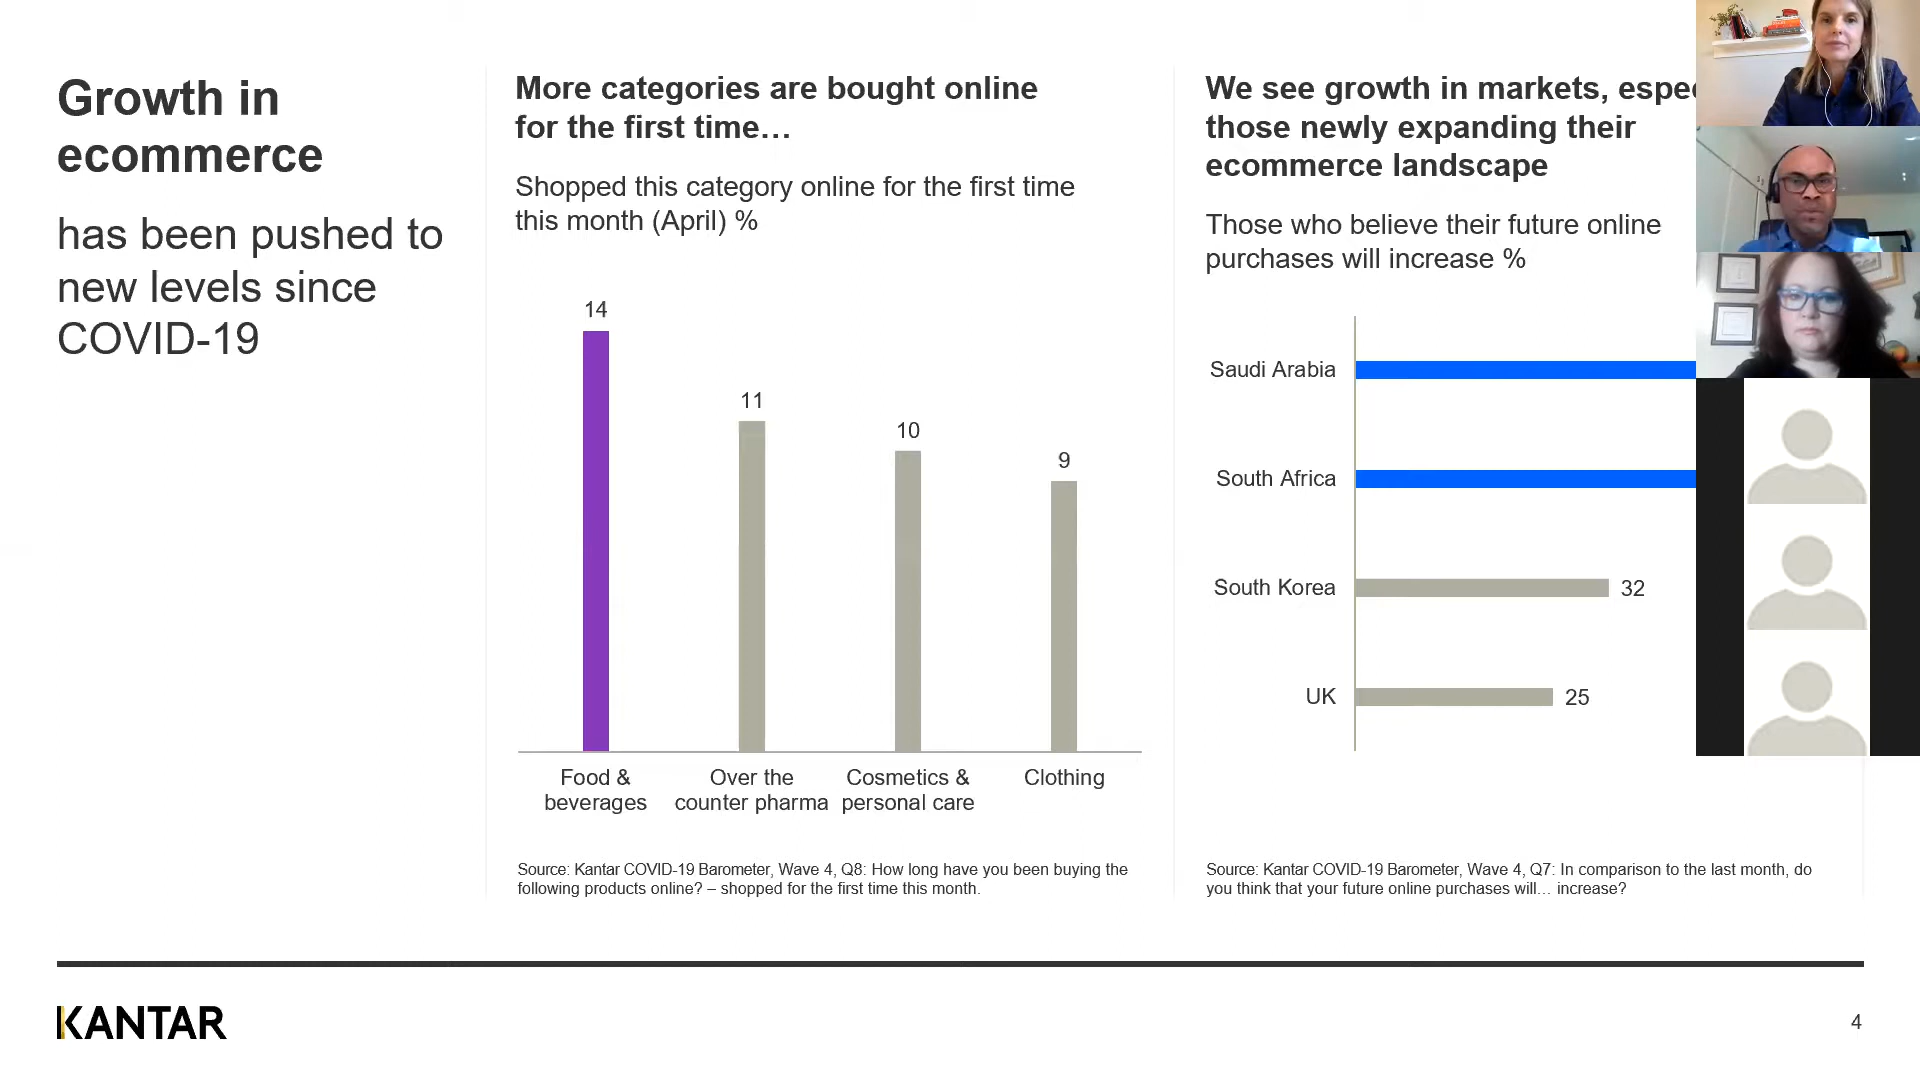 Growth in
ecommerce
has been pushed to
new levels since
COVID-19
More categories are bought online
for the first time…
Shopped this category online for the first time
this month (April) %
14
11
10
9
Food &
beverages
Over the
counter pharma
Cosmetics &
personal care
Clothing
Source: Kantar COVID-19 Barometer, Wave 4, Q8: How long have you been buying the
following products online? – shopped for the first time this month.
We see growth in markets,
those newly expanding their
ecommerce landscape
Those who believe their future online
purchases will increase %
Saudi Arabia
South Africa
South Korea
32
UK
25
Source: Kantar COVID-19 Barometer, Wave 4, Q7: In comparison to the last month, do
you think that your future online purchases will… increase?
KANTAR
4